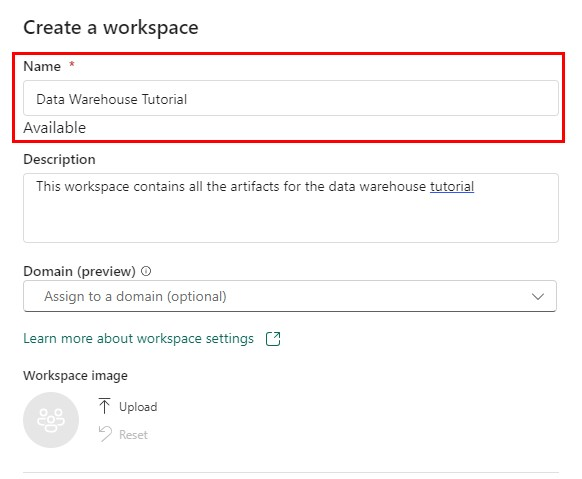 Create a workspace
Name *
Data Warehouse Tutorial
Available
Description
This workspace contains all the artifacts for the data warehouse tutorial
Domain (preview)
Assign to a domain (optional)
Learn more about workspace settings
Workspace image
Upload
Reset